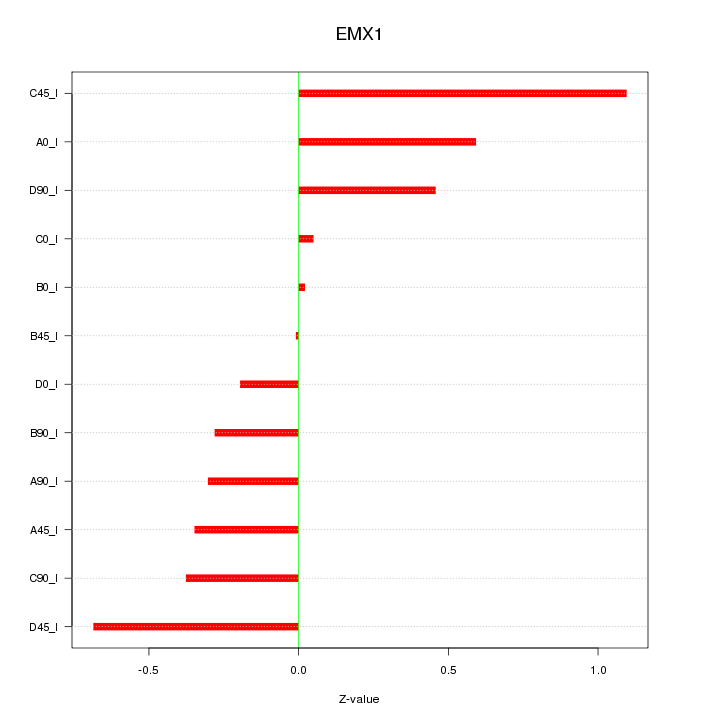 EMX1
C45_I
A0_I
D90_I
C0_I
B0_I
B45_I
D0_I
B90_I
A90_I
A45_I
C90_I
D45_I
-0.5 0.0 0.5 1.0
Z-value